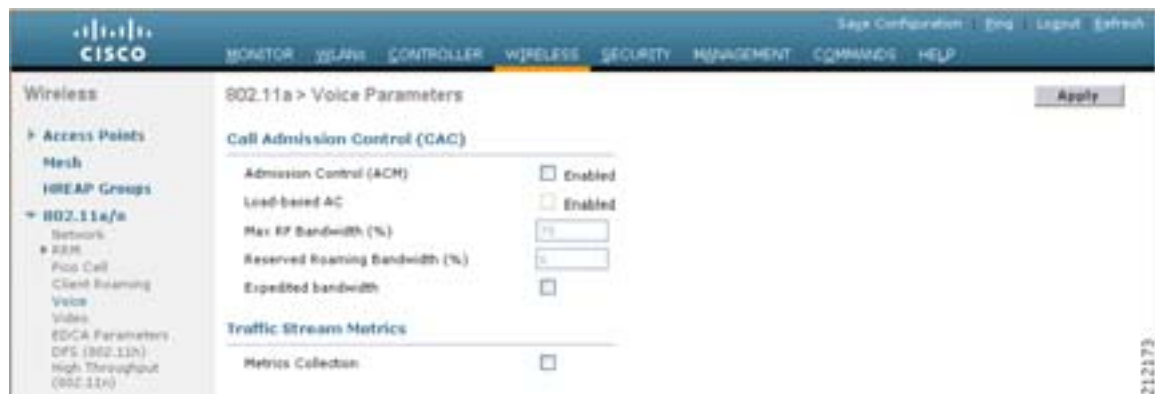 Save Configuration Ping Logout Refresh
CISCO
MONITOR WLANs CONTROLLER WIRELESS SECURITY MANAGEMENT COMMANDS HELP
Wireless
802.11a > Voice Parameters
Apply
Access Points
Mesh
HREAP Groups
802.11a/n
Network
RRM
Pico Cell
Client Roaming
Voice
Video
EDCA Parameters
DFS (802.11h)
High Throughput
(802.11n)
Call Admission Control (CAC)
Admission Control (ACM) Enabled
Load-based AC Enabled
Max RF Bandwidth (%) 75
Reserved Roaming Bandwidth (%)
Expedited bandwidth
Traffic Stream Metrics
Metrics Collection
212173